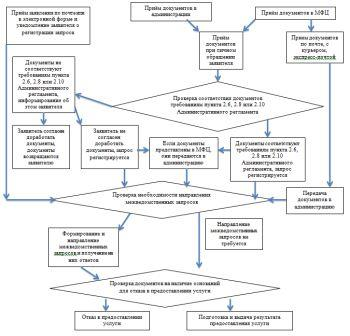 Приём заявления по почте или
в электронной форме и
уведомление заявителя о
регистрации запроса
Приём документов в
администрации
Приём документов в МФЦ
Приём
документов
при личном
обращении
заявителя
Приём документов
по почте, с
курьером,
экспресс-почтой
Документы не
соответствуют
требованиям пункта
2.6, 2.8 или 2.10
Административного
регламента,
информирование об
этом заявителя
Проверка соответствия документов
требованиям пункта 2.6, 2.8 или 2.10
Административного регламента
Заявитель согласен
доработать
документы,
документы
возвращаются
заявителю
Заявитель не
согласен
доработать
документы, запрос
регистрируется
Если документы
представлены в МФЦ
они передаются в
администрацию
Документы соответствуют
требованиям пункта 2.6,
2.8 или 2.10
Административного
регламента, запрос
регистрируется
Проверка необходимости направления
межведомственных запросов
Передача
документов в
администрацию
Формирование и
направление
межведомственных
запросов и получение на
них ответов
Направление
межведомственных
запросов не
требуется
Проверка документов на наличие оснований
для отказа в предоставлении услуги
Отказ в предоставлении
услуги
Подготовка и выдача результата
предоставления услуги